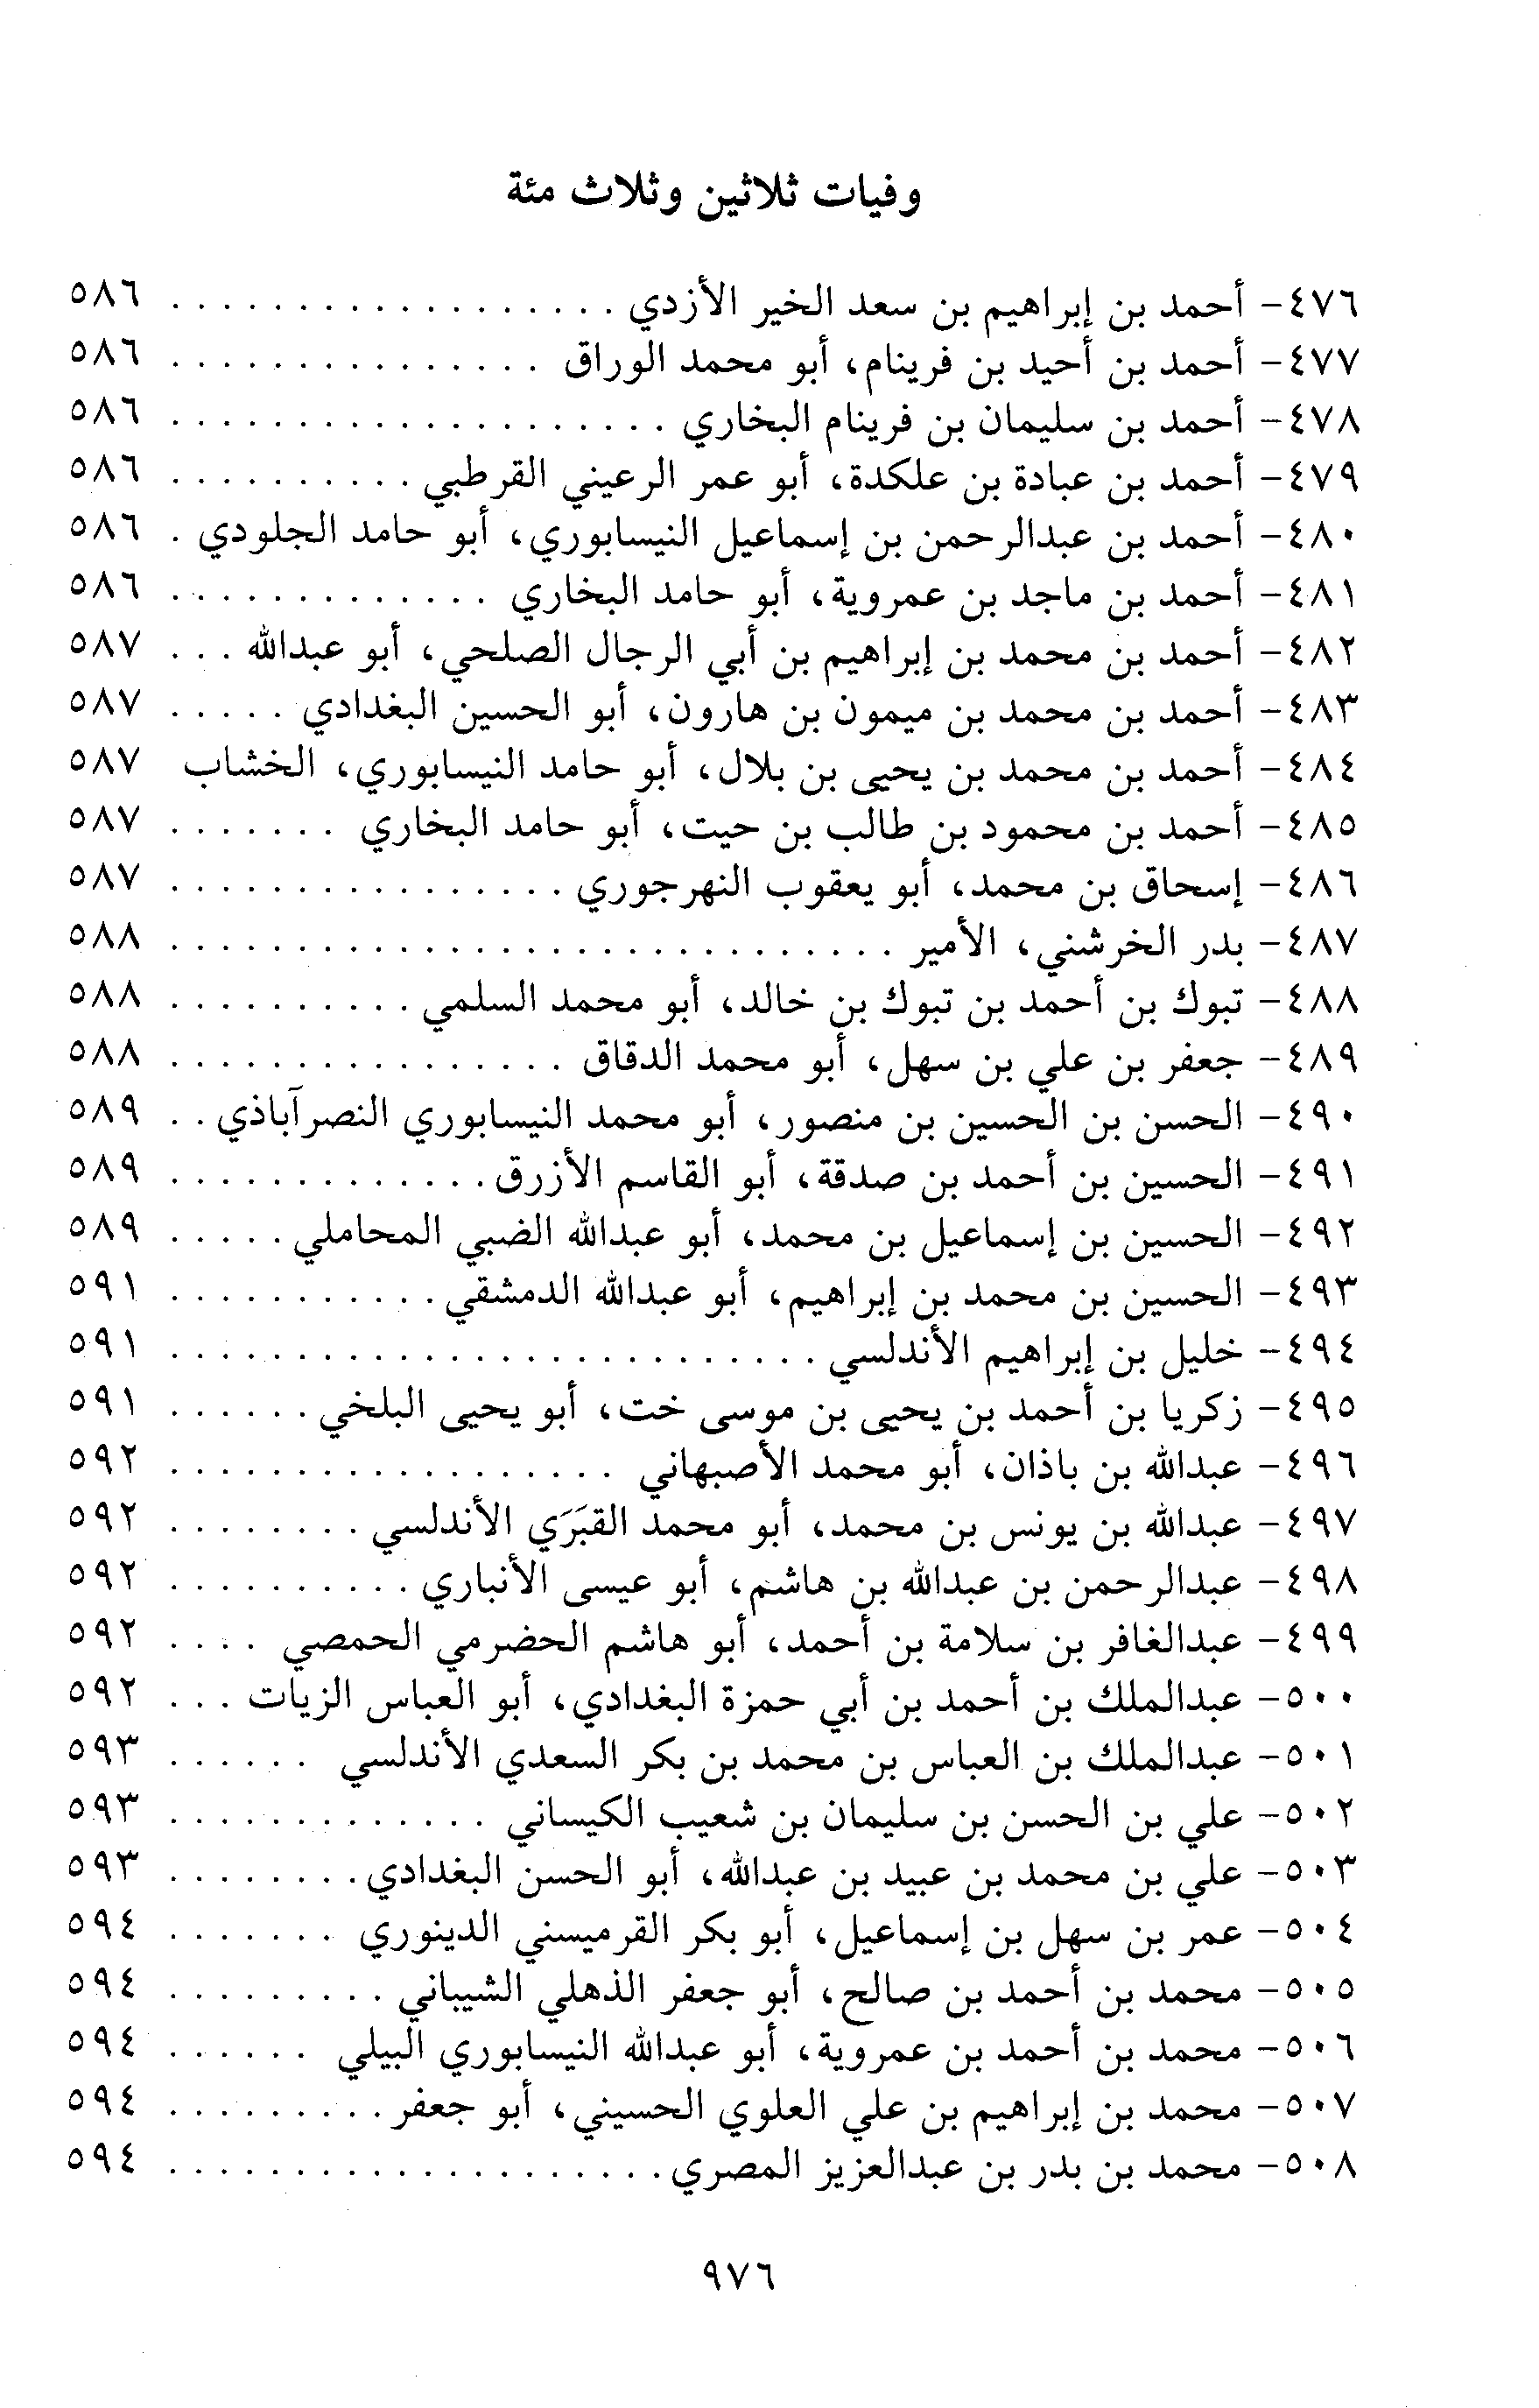 وفيات ثلاثين وثلاث مئة
٤٧٦- أحمد بن إبراهيم بن سعد الخير الأزدي . . . . . . . . . . . . . . . . . . ٥٨٦
٤٧٧- أحمد بن أحيد بن فرينام، أبو محمد الوراق . . . . . . . . . . . . . . . ٥٨٦
٤٧٨- أحمد بن سليمان بن فرينام البخاري . . . . . . . . . . . . . . . . . . . . ٥٨٦
٤٧٩- أحمد بن عبادة بن علكدة، أبو عمر الرعيني القرطبي . . . . . . . . . . ٥٨٦
٤٨٠- أحمد بن عبدالرحمن بن إسماعيل النيسابوري، أبو حامد الجلودي . ٥٨٦
٤٨١- أحمد بن ماجد بن عمروية، أبو حامد البخاري . . . . . . . . . . . . . ٥٨٦
٤٨٢- أحمد بن محمد بن إبراهيم بن أبي الرجال الصلحي، أبو عبدالله . . . ٥٨٧
٤٨٣- أحمد بن محمد بن ميمون بن هارون، أبو الحسين البغدادي . . . . . ٥٨٧
٤٨٤- أحمد بن محمد بن يحيى بن بلال، أبو حامد النيسابوري، الخشاب ٥٨٧
٤٨٥- أحمد بن محمود بن طالب بن حيت، أبو حامد البخاري . . . . . . . ٥٨٧
٤٨٦- إسحاق بن محمد، أبو يعقوب النهرجوري . . . . . . . . . . . . . . . . ٥٨٧
٤٨٧- بدر الخرشني، الأمير . . . . . . . . . . . . . . . . . . . . . . . . . . . . . ٥٨٨
٤٨٨- تبوك بن أحمد بن تبوك بن خالد، أبو محمد السلمي . . . . . . . . . . ٥٨٨
٤٨٩- جعفر بن علي بن سهل، أبو محمد الدقاق . . . . . . . . . . . . . . . . ٥٨٨
٤٩٠- الحسن بن الحسين بن منصور، أبو محمد النيسابوري النصرآباذي . . ٥٨٩
٤٩١- الحسين بن أحمد بن صدقة، أبو القاسم الأزرق . . . . . . . . . . . . . ٥٨٩
٤٩٢- الحسين بن إسماعيل بن محمد، أبو عبدالله الضبي المحاملي . . . . . ٥٨٩
٤٩٣- الحسين بن محمد بن إبراهيم، أبو عبدالله الدمشقي . . . . . . . . . . . ٥٩١
٤٩٤- خليل بن إبراهيم الأندلسي . . . . . . . . . . . . . . . . . . . . . . . . . . ٥٩١
٤٩٥- زكريا بن أحمد بن يحيى بن موسى خت، أبو يحيى البلخي . . . . . . ٥٩١
٤٩٦- عبدالله بن باذان، أبو محمد الأصبهاني . . . . . . . . . . . . . . . . . . ٥٩٢
٤٩٧- عبدالله بن يونس بن محمد، أبو محمد القبَرَي الأندلسي . . . . . . . . ٥٩٢
٤٩٨- عبدالرحمن بن عبدالله بن هاشم، أبو عيسى الأنباري . . . . . . . . . . ٥٩٢
٤٩٩- عبدالغافر بن سلامة بن أحمد، أبو هاشم الحضرمي الحمصي . . . . ٥٩٢
٥٠٠- عبدالملك بن أحمد بن أبي حمزة البغدادي، أبو العباس الزيات . . . ٥٩٢
٥٠١- عبدالملك بن العباس بن محمد بن بكر السعدي الأندلسي . . . . . . ٥٩٣
٥٠٢- علي بن الحسن بن سليمان بن شعيب الكيساني . . . . . . . . . . . . . ٥٩٣
٥٠٣- علي بن محمد بن عبيد بن عبدالله، أبو الحسن البغدادي . . . . . . . . ٥٩٣
٥٠٤- عمر بن سهل بن إسماعيل، أبو بكر القرميسني الدينوري . . . . . . . ٥٩٤
٥٠٥- محمد بن أحمد بن صالح، أبو جعفر الذهلي الشيباني . . . . . . . . . ٥٩٤
٥٠٦- محمد بن أحمد بن عمروية، أبو عبدالله النيسابوري البيلي . . . . . . ٥٩٤
٥٠٧- محمد بن إبراهيم بن علي العلوي الحسيني، أبو جعفر . . . . . . . . . ٥٩٤
٥٠٨- محمد بن بدر بن عبدالعزيز المصري . . . . . . . . . . . . . . . . . . . . ٥٩٤
٩٧٦